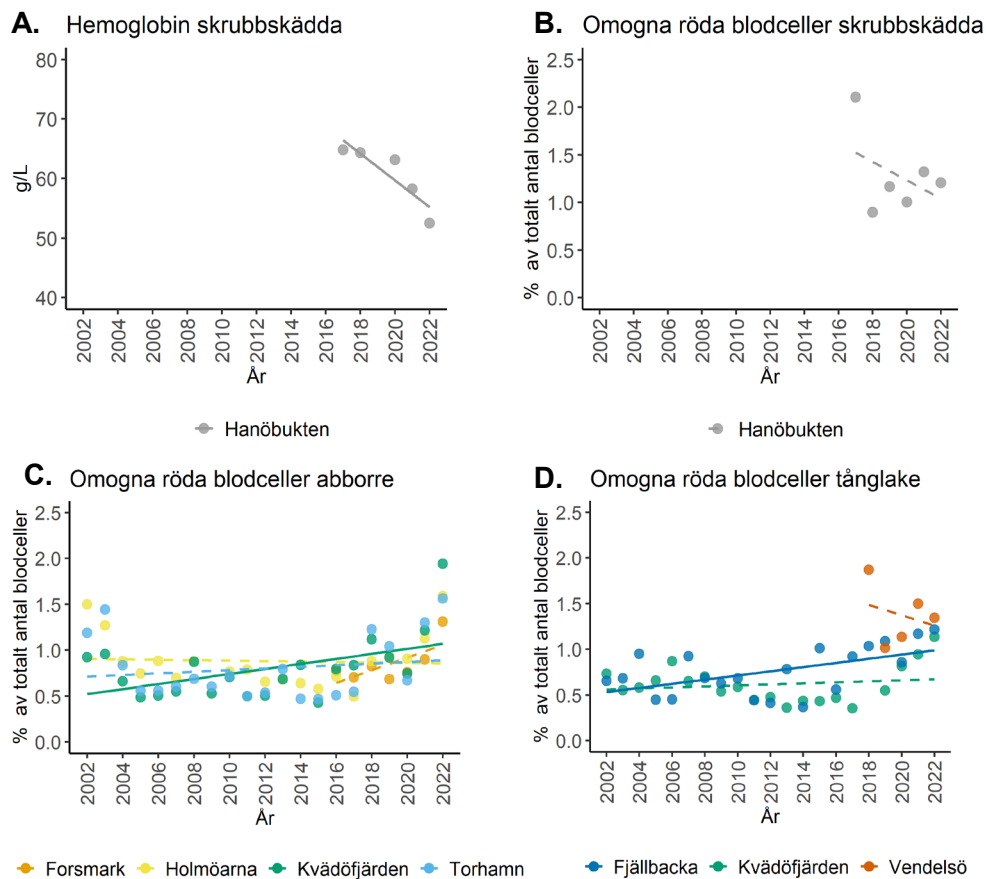 A. Hemoglobin skrubbskädda
g/L
80
70
60
50
40
2002 2004 2006 2008 2010 2012 2014 2016 2018 2020 2022
År
Hanöbukten
B. Omogna röda blodceller skrubbskädda
% av totalt antal blodceller
2.5
2.0
1.5
1.0
0.5
0.0
2002 2004 2006 2008 2010 2012 2014 2016 2018 2020 2022
År
Hanöbukten
C. Omogna röda blodceller abborre
% av totalt antal blodceller
2.5
2.0
1.5
1.0
0.5
0.0
2002 2004 2006 2008 2010 2012 2014 2016 2018 2020 2022
År
Forsmark Holmöarna Kvädöfjärden Torhamn
D. Omogna röda blodceller tånglake
% av totalt antal blodceller
2.5
2.0
1.5
1.0
0.5
0.0
2002 2004 2006 2008 2010 2012 2014 2016 2018 2020 2022
År
Fjällbacka Kvädöfjärden Vendelsö